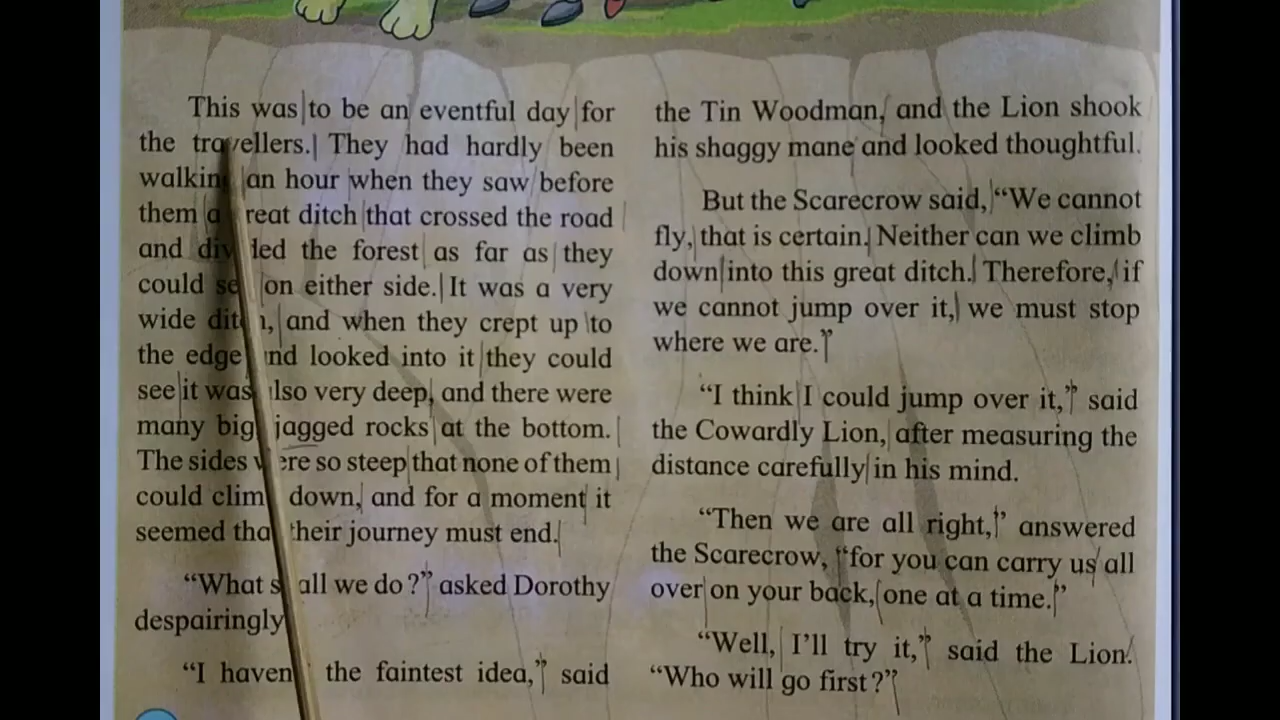 This was to be an eventful day for
the travellers. They had hardly been
walking an hour when they saw before
them a great ditch that crossed the road
and divided the forest as far as they
could see on either side. It was a very
wide ditch, and when they crept up to
the edge and looked into it they could
see it was also very deep, and there were
many big jagged rocks at the bottom.
The sides were so steep that none of them
could climb down, and for a moment it
seemed that their journey must end.
“What shall we do?” asked Dorothy
despairingly
“I haven't the faintest idea,” said
the Tin Woodman, and the Lion shook
his shaggy mane and looked thoughtful.
But the Scarecrow said, “We cannot
fly, that is certain. Neither can we climb
down into this great ditch. Therefore, if
we cannot jump over it, we must stop
where we are.”
“I think I could jump over it,” said
the Cowardly Lion, after measuring the
distance carefully in his mind.
“Then we are all right,” answered
the Scarecrow, “for you can carry us all
over on your back, one at a time.”
“Well, I’ll try it,” said the Lion.
“Who will go first?”